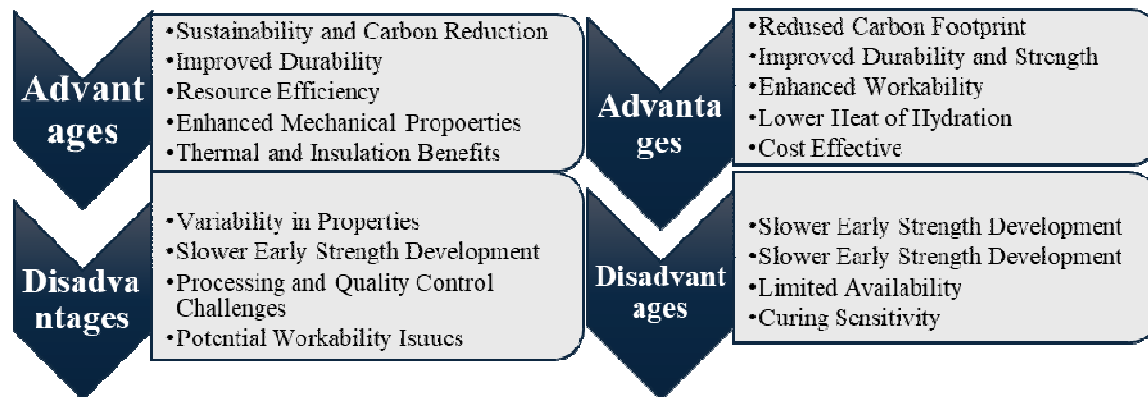 Advant
ages
•Sustainability and Carbon Reduction
•Improved Durability
•Resource Efficiency
•Enhanced Mechanical Propoerties
•Thermal and Insulation Benefits
Disadva
ntages
•Variability in Properties
•Slower Early Strength Development
•Processing and Quality Control
Challenges
•Potential Workability Isuues
Advanta
ges
•Redused Carbon Footprint
•Improved Durability and Strength
•Enhanced Workability
•Lower Heat of Hydration
•Cost Effective
Disadvant
ages
•Slower Early Strength Development
•Slower Early Strength Development
•Limited Availability
•Curing Sensitivity